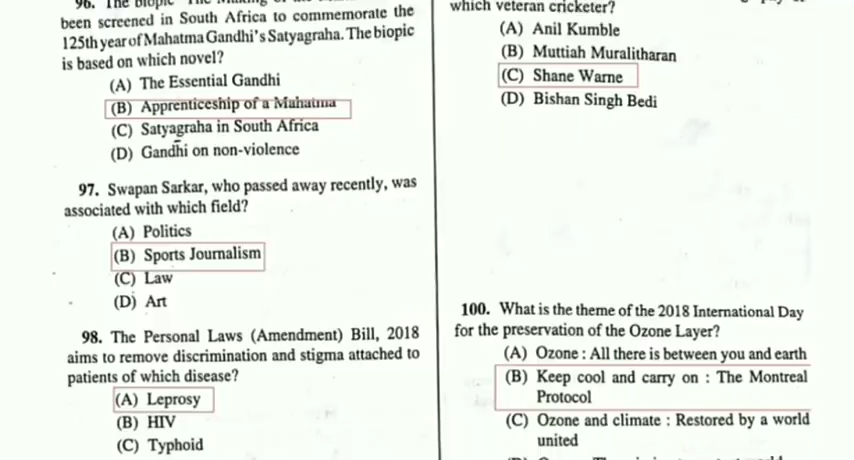 96. The Biopic
been screened in South Africa to commemorate the
125th year of Mahatma Gandhi's Satyagraha. The biopic
is based on which novel?
(A) The Essential Gandhi
(B) Apprenticeship of a Mahatma
(C) Satyagraha in South Africa
(D) Gandhi on non-violence
97. Swapan Sarkar, who passed away recently, was
associated with which field?
(A) Politics
(B) Sports Journalism
(C) Law
(D) Art
98. The Personal Laws (Amendment) Bill, 2018
aims to remove discrimination and stigma attached to
patients of which disease?
(A) Leprosy
(B) HIV
(C) Typhoid
which veteran cricketer?
(A) Anil Kumble
(B) Muttiah Muralitharan
(C) Shane Warne
(D) Bishan Singh Bedi
100. What is the theme of the 2018 International Day
for the preservation of the Ozone Layer?
(A) Ozone : All there is between you and earth
(B) Keep cool and carry on : The Montreal
Protocol
(C) Ozone and climate : Restored by a world
united